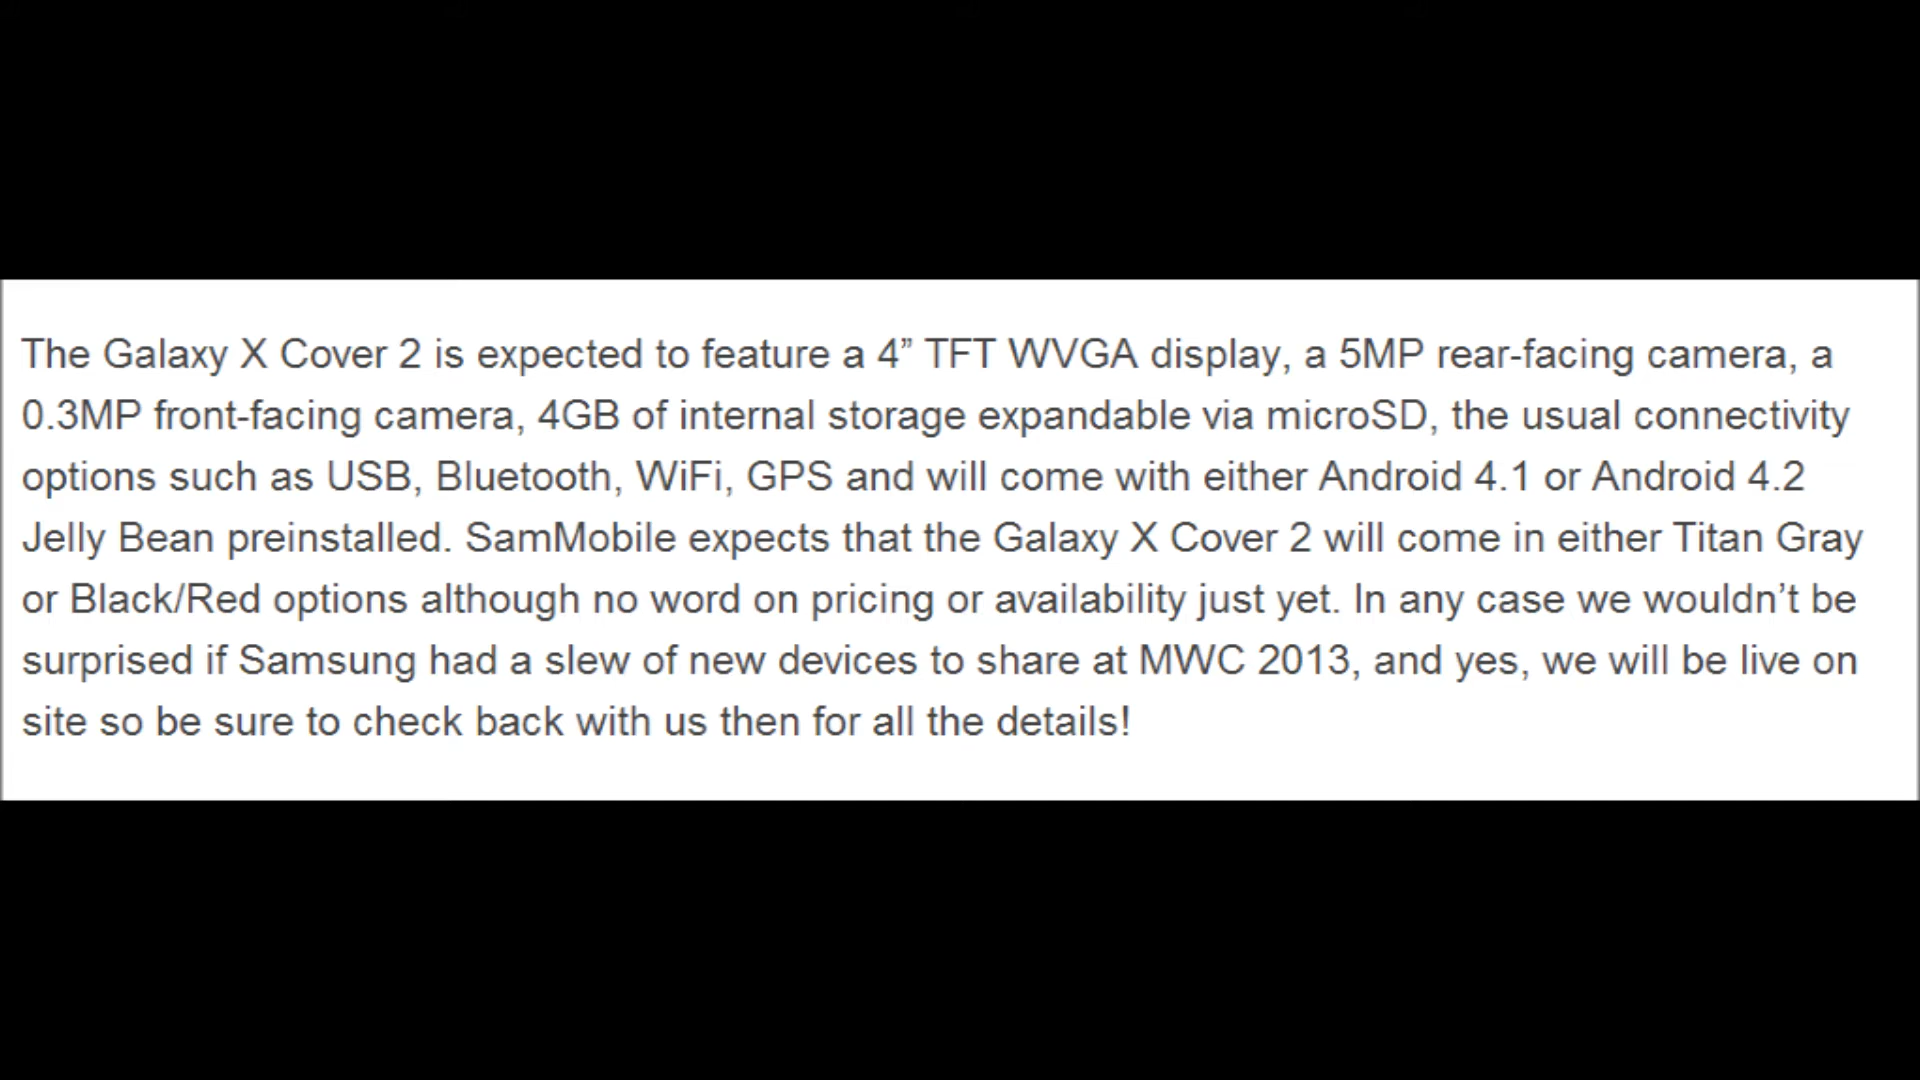 The Galaxy X Cover 2 is expected to feature a 4” TFT WVGA display, a 5MP rear-facing camera, a
0.3MP front-facing camera, 4GB of internal storage expandable via microSD, the usual connectivity
options such as USB, Bluetooth, WiFi, GPS and will come with either Android 4.1 or Android 4.2
Jelly Bean preinstalled. SamMobile expects that the Galaxy X Cover 2 will come in either Titan Gray
or Black/Red options although no word on pricing or availability just yet. In any case we wouldn’t be
surprised if Samsung had a slew of new devices to share at MWC 2013, and yes, we will be live on
site so be sure to check back with us then for all the details!